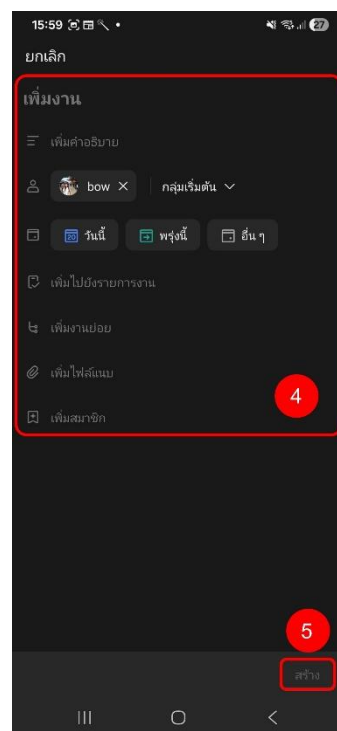 15:59
27
ยกเลิก
เพิ่มงาน
เพิ่มคำอธิบาย
bow × กลุ่มเริ่มต้น
20 วันนี้ พรุ่งนี้ อื่น ๆ
เพิ่มไปยังรายการงาน
เพิ่มงานย่อย
เพิ่มไฟล์แนบ
4
เพิ่มสมาชิก
5
สร้าง